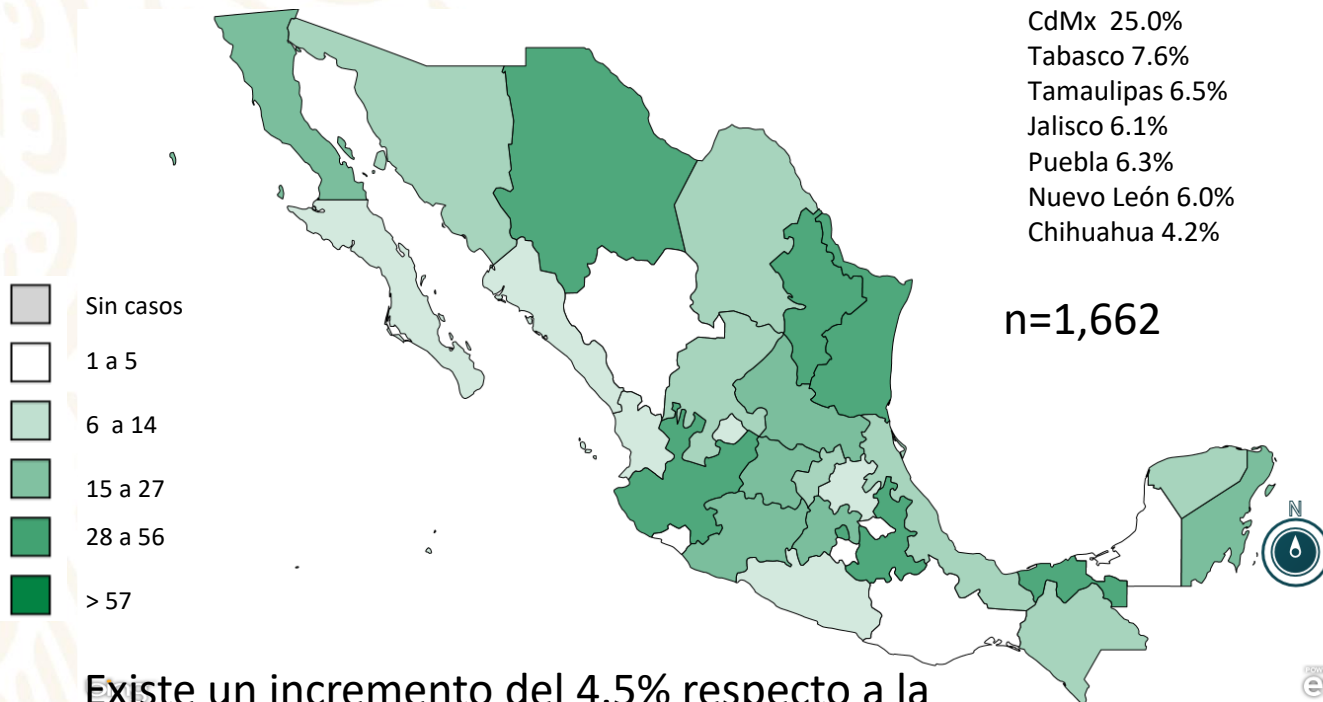 CdMx 25.0%
Tabasco 7.6%
Tamaulipas 6.5%
Jalisco 6.1%
Puebla 6.3%
Nuevo León 6.0%
Chihuahua 4.2%
n=1,662
Sin casos
1 a 5
6 a 14
15 a 27
28 a 56
> 57
N
Existe un incremento del 4.5% respecto a la